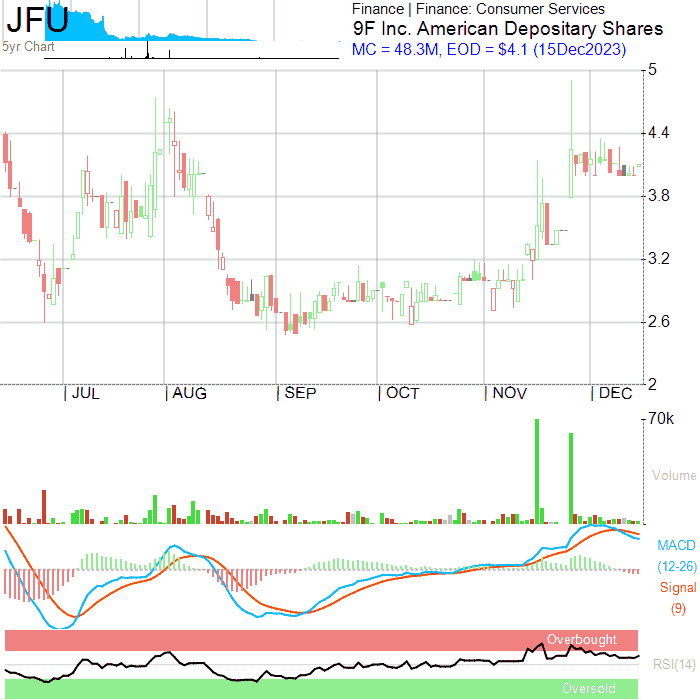 JFU
5yr Chart
Finance | Finance: Consumer Services
9F Inc. American Depositary Shares
MC = 48.3M, EOD = $4.1 (15Dec2023)
5
4.4
3.8
3.2
2.6
2
JUL
AUG
SEP
OCT
NOV
DEC
70k
Volume
MACD
(12-26)
Signal
(9)
Overbought
RSI(14)
Oversold